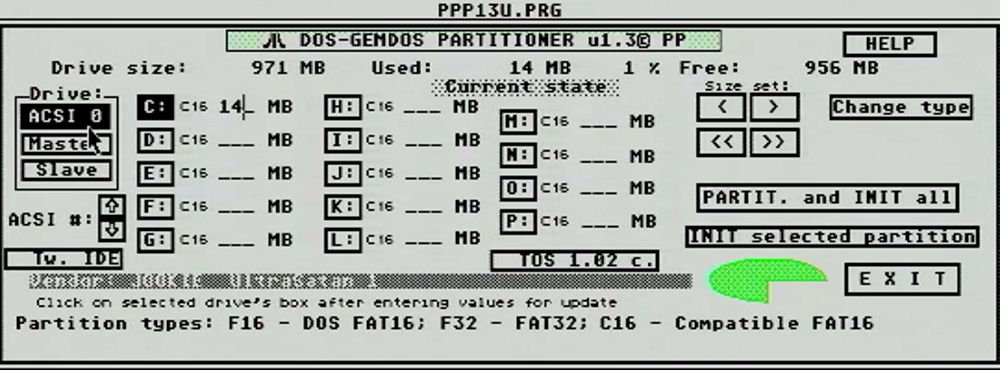 PPP13U.PRG
DOS-GEMDOS PARTITIONER v1.3© PP
HELP
Drive size: 971 MB Used: 14 MB 1 % Free: 956 MB
Current state
Size set:
Drive:
ACSI 0
Master
Slave
ACSI #:
Tw. IDE
C: C16 14_ MB
D: C16 ___ MB
E: C16 ___ MB
F: C16 ___ MB
G: C16 ___ MB
H: C16 ___ MB
I: C16 ___ MB
J: C16 ___ MB
K: C16 ___ MB
L: C16 ___ MB
M: C16 ___ MB
N: C16 ___ MB
O: C16 ___ MB
P: C16 ___ MB
TOS 1.02 c.
< >
<< >>
Change type
PARTIT. and INIT all
INIT selected partition
E X I T
Vendor: JOOKIE UltraSatan 1
Click on selected drive's box after entering values for update
Partition types: F16 - DOS FAT16; F32 - FAT32; C16 - Compatible FAT16